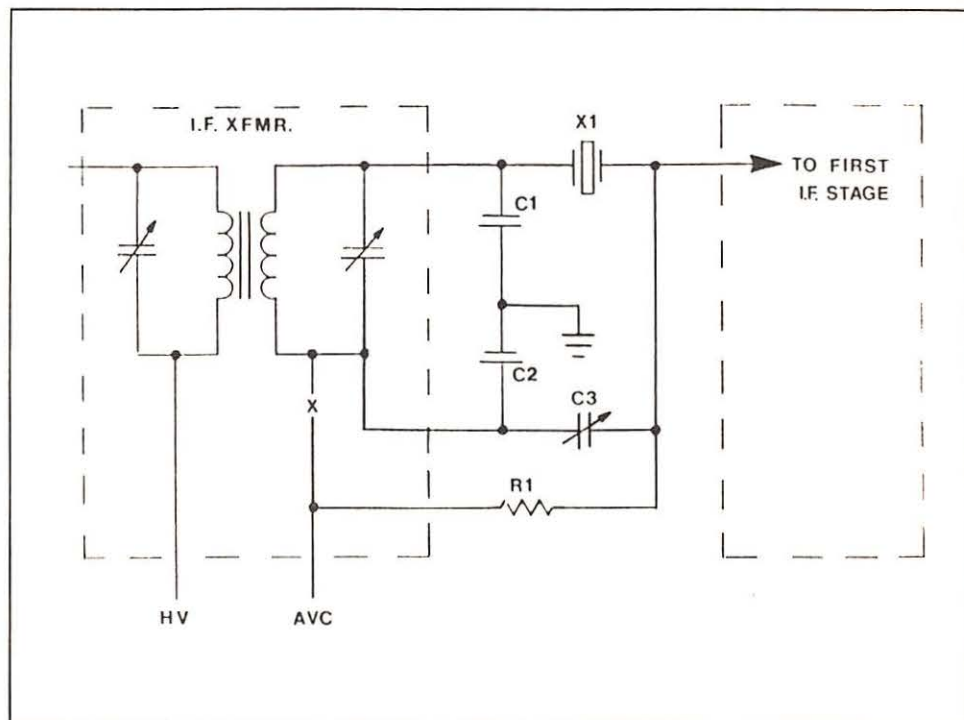 I.F. XFMR.
X1
TO FIRST
I.F. STAGE
C1
C2
C3
X
R1
HV
AVC